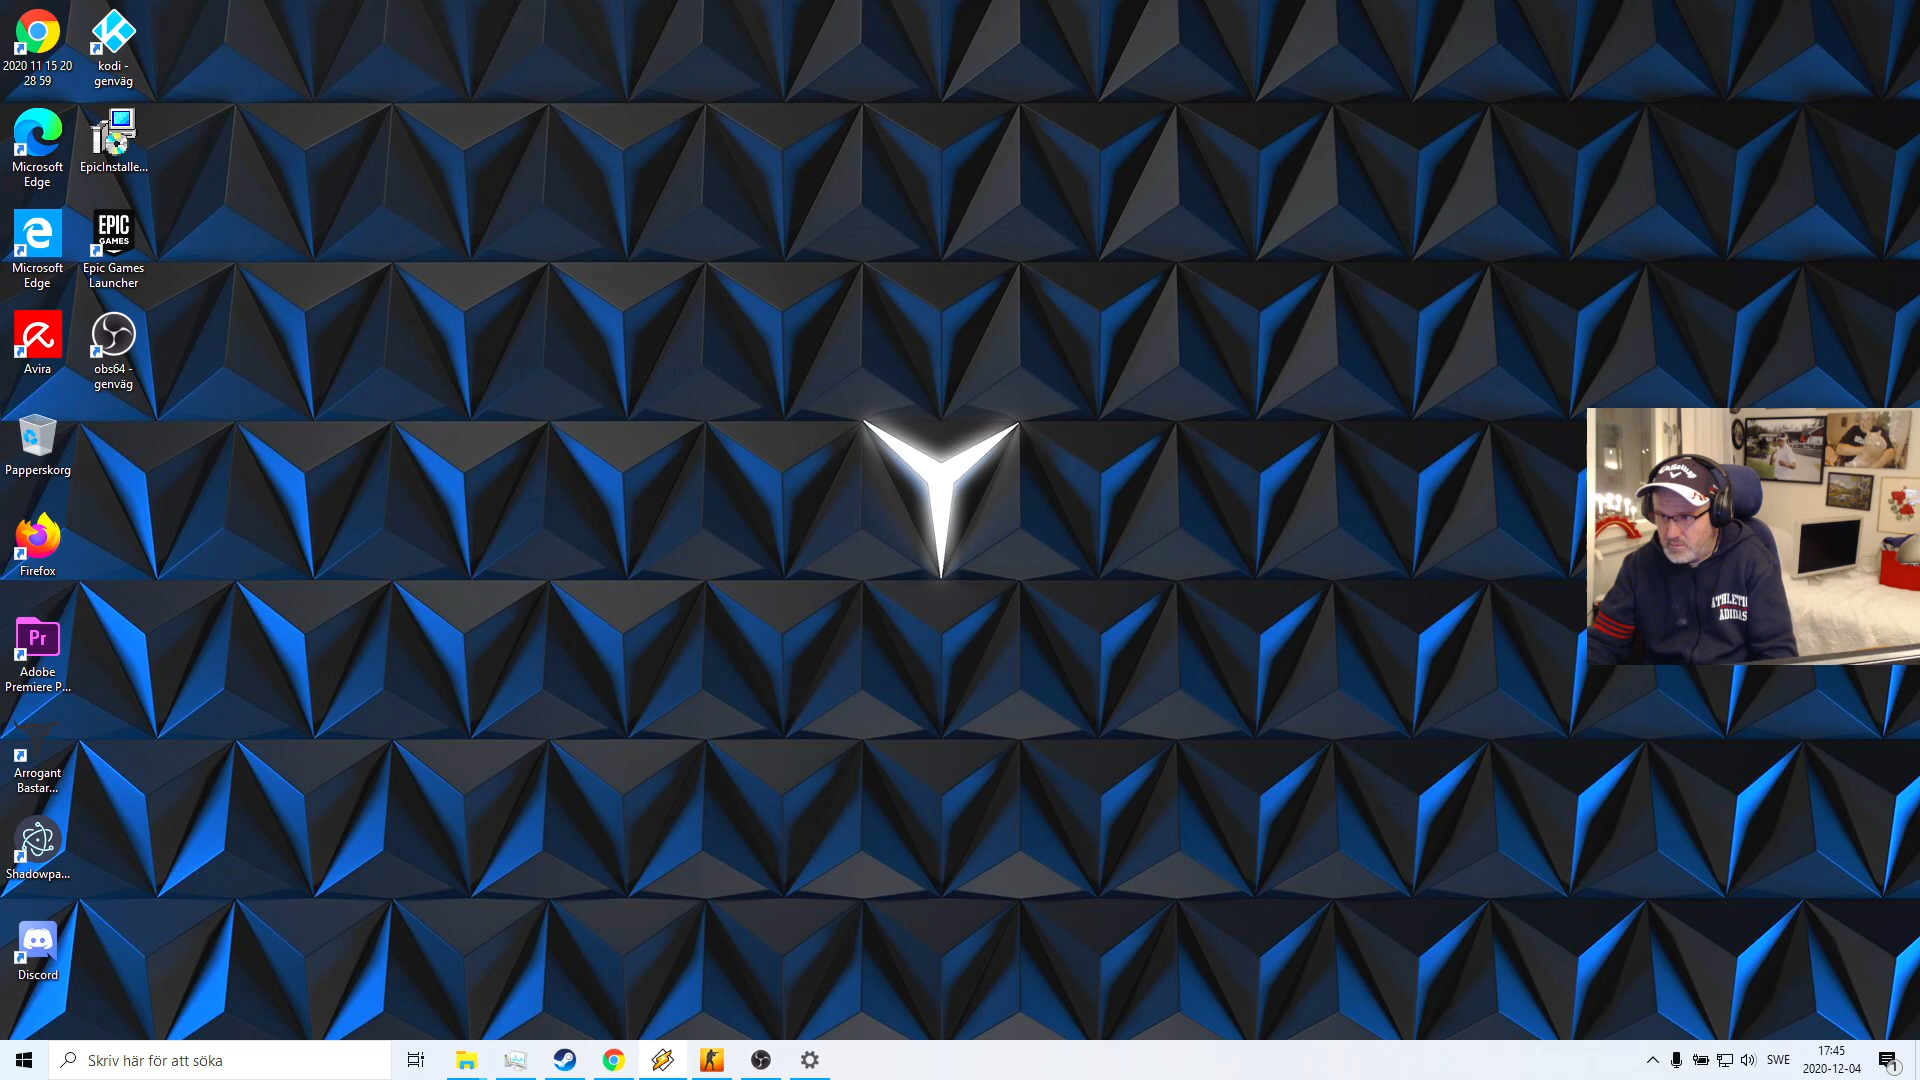 2020 11 15 20
28 59
kodi -
genväg
Microsoft
Edge
EpicInstalle...
EPIC
GAMES
Microsoft
Edge
Epic Games
Launcher
Avira
obs64 -
genväg
Papperskorg
Firefox
Pr
Adobe
Premiere P...
Arrogant
Bastar...
Shadowpa...
Discord
Callaway
ATHLETIC
ADIDAS
Skriv här för att söka
SWE
17:45
2020-12-04
1